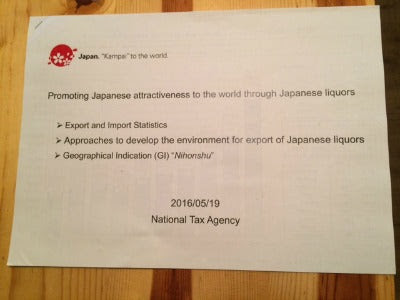 Japan. "Kampai" to the world.
Promoting Japanese attractiveness to the world through Japanese liquors
➤ Export and Import Statistics
➤ Approaches to develop the environment for export of Japanese liquors
➤ Geographical Indication (GI) "Nihonshu"
2016/05/19
National Tax Agency